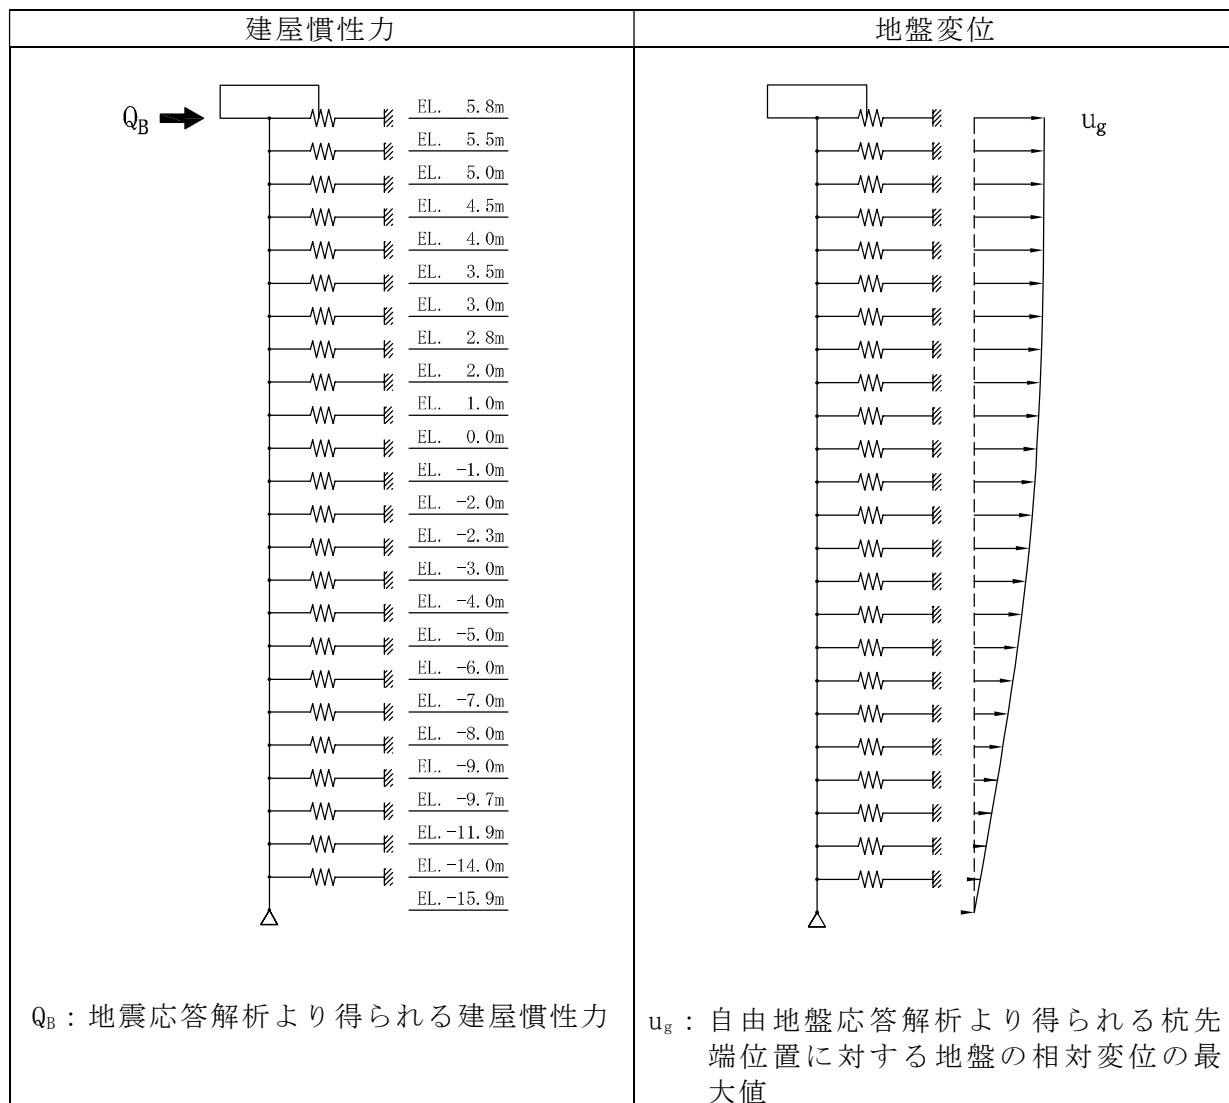 建屋慣性力
Q_B
EL. 5.8m
EL. 5.5m
EL. 5.0m
EL. 4.5m
EL. 4.0m
EL. 3.5m
EL. 3.0m
EL. 2.8m
EL. 2.0m
EL. 1.0m
EL. 0.0m
EL. -1.0m
EL. -2.0m
EL. -2.3m
EL. -3.0m
EL. -4.0m
EL. -5.0m
EL. -6.0m
EL. -7.0m
EL. -8.0m
EL. -9.0m
EL. -9.7m
EL.-11.9m
EL.-14.0m
EL.-15.9m
Q_B：地震応答解析より得られる建屋慣性力
地盤変位
u_g
u_g：自由地盤応答解析より得られる杭先
端位置に対する地盤の相対変位の最
大値